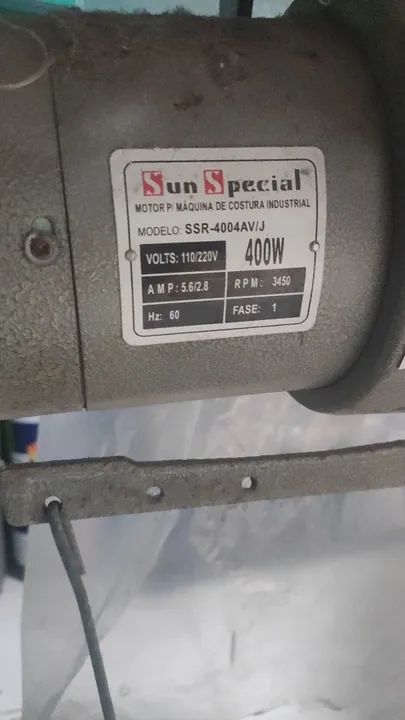 Sun Special
MOTOR P/ MÁQUINA DE COSTURA INDUSTRIAL
MODELO: SSR-4004AV/J
VOLTS: 110/220V 400W
AMP: 5.6/2.8 RPM: 3450
Hz: 60 FASE: 1